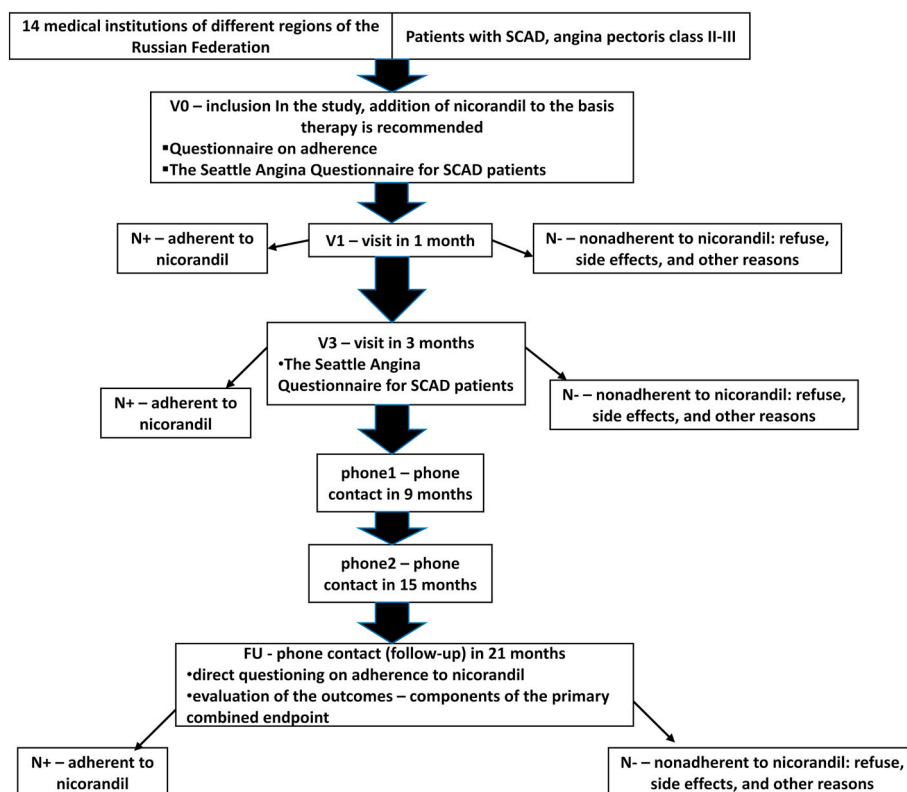 14 medical institutions of different regions of the
Russian Federation
Patients with SCAD, angina pectoris class II-III
V0 – inclusion In the study, addition of nicorandil to the basis
therapy is recommended
▪Questionnaire on adherence
▪The Seattle Angina Questionnaire for SCAD patients
N+ – adherent to
nicorandil
V1 – visit in 1 month
N- – nonadherent to nicorandil: refuse,
side effects, and other reasons
V3 – visit in 3 months
•The Seattle Angina
Questionnaire for SCAD patients
N+ – adherent to
nicorandil
N- – nonadherent to nicorandil: refuse,
side effects, and other reasons
phone1 – phone
contact in 9 months
phone2 – phone
contact in 15 months
FU - phone contact (follow-up) in 21 months
•direct questioning on adherence to nicorandil
•evaluation of the outcomes – components of the primary
combined endpoint
N+ – adherent to
nicorandil
N- – nonadherent to nicorandil: refuse,
side effects, and other reasons